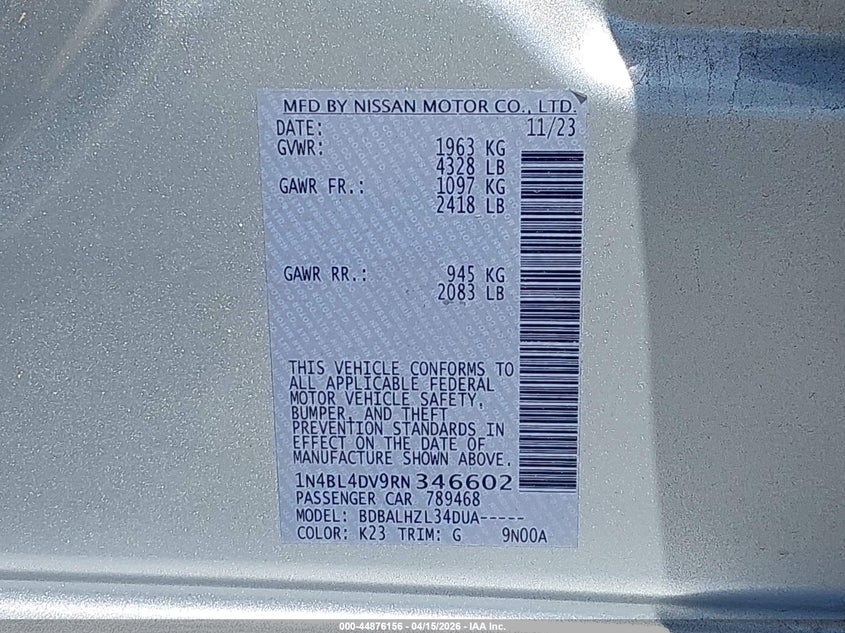 MFD BY NISSAN MOTOR CO., LTD.
DATE: 11/23
GVWR: 1963 KG
4328 LB
GAWR FR.: 1097 KG
2418 LB
GAWR RR.: 945 KG
2083 LB
THIS VEHICLE CONFORMS TO
ALL APPLICABLE FEDERAL
MOTOR VEHICLE SAFETY,
BUMPER, AND THEFT
PREVENTION STANDARDS IN
EFFECT ON THE DATE OF
MANUFACTURE SHOWN ABOVE.
1N4BL4DV9RN346602
PASSENGER CAR 789468
MODEL: BDBALHZL34DUA-----
COLOR: K23 TRIM: G 9N00A
000-44876156 - 04/15/2026 - IAA Inc.